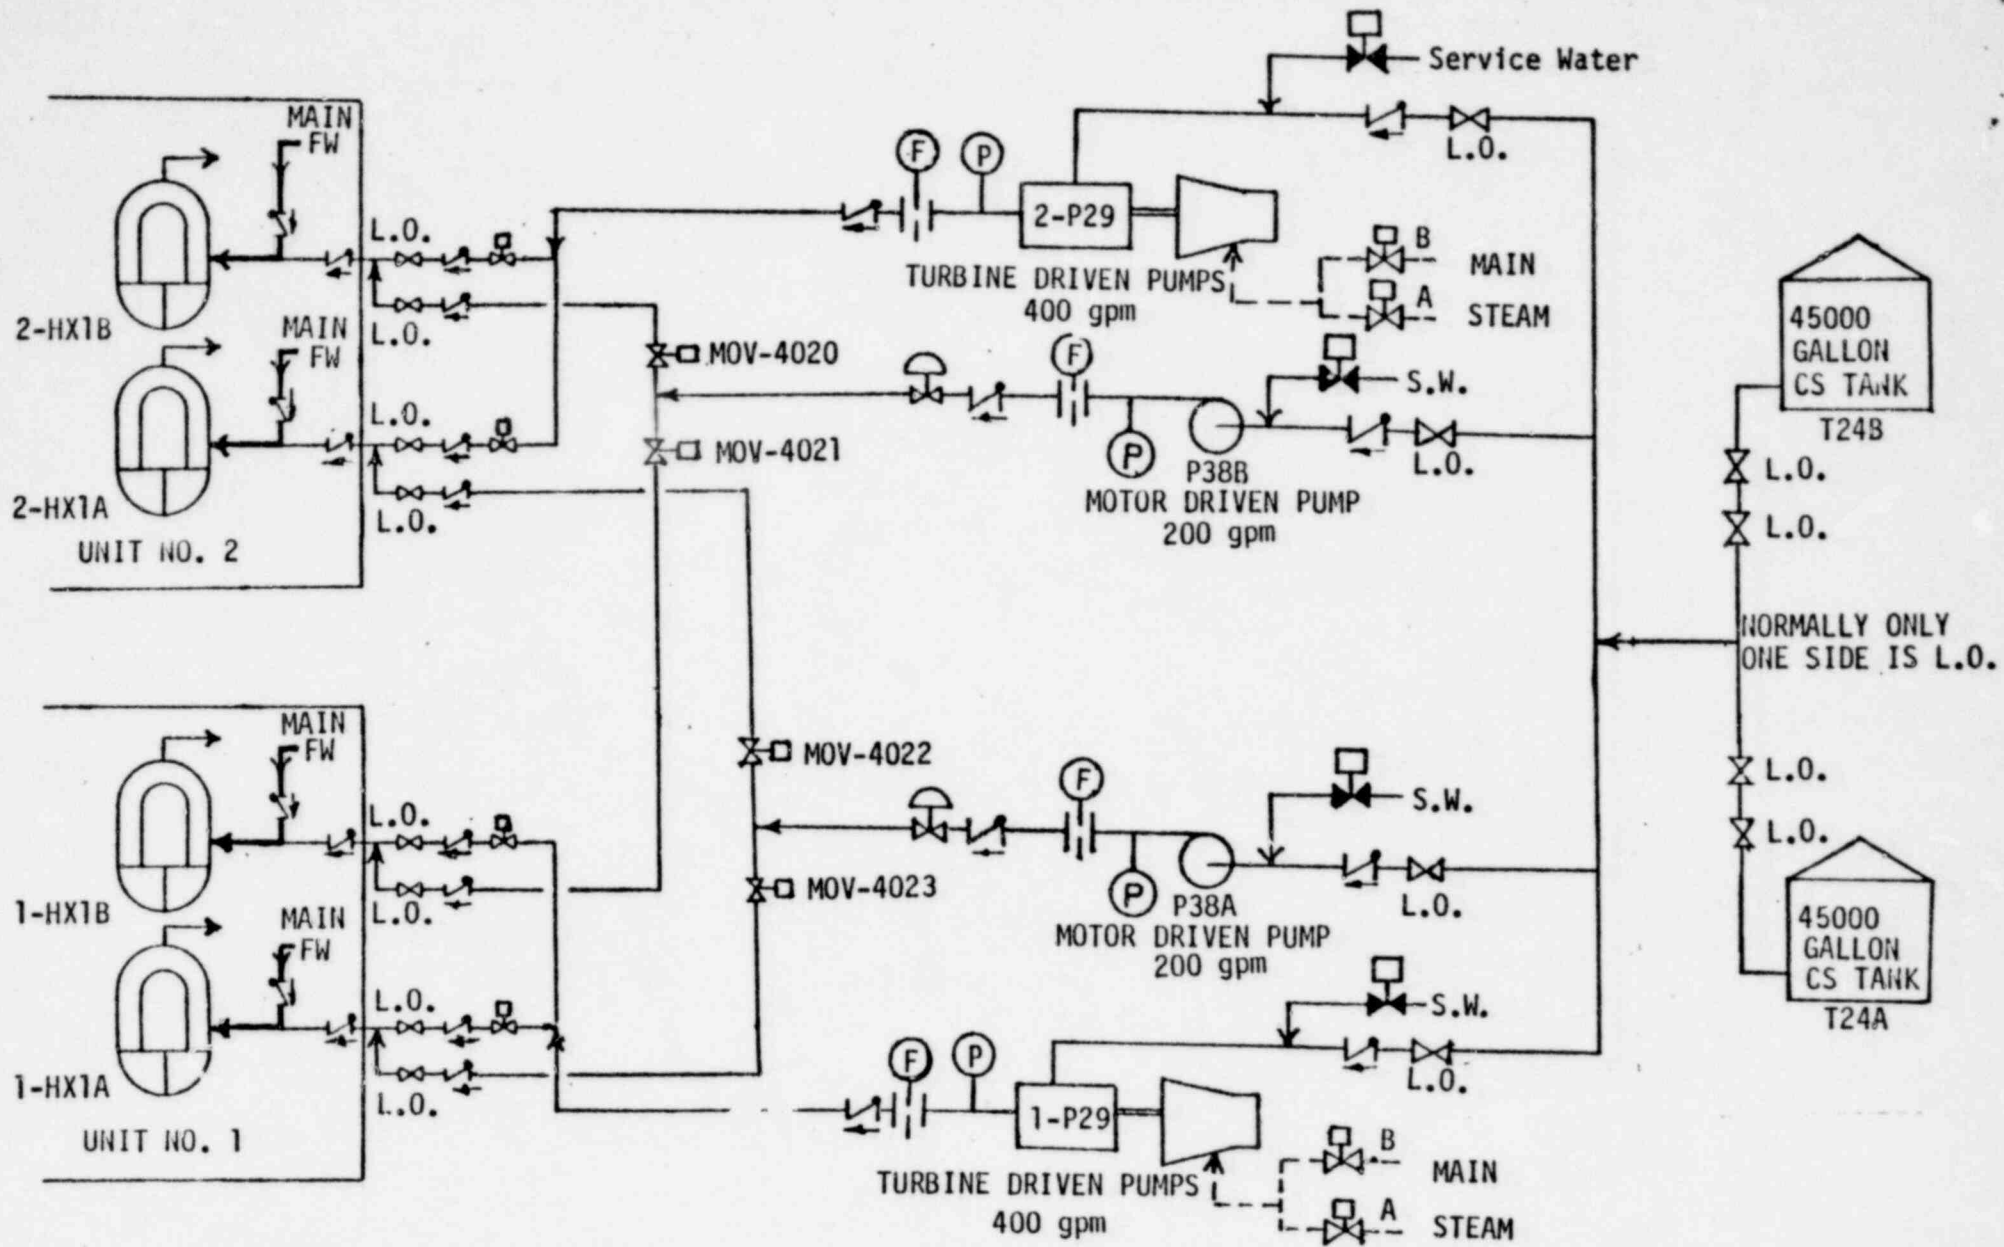 Service Water
L.O.
F
P
2-P29
TURBINE DRIVEN PUMPS
400 gpm
B
MAIN
A
STEAM
MAIN
FW
L.O.
L.O.
2-HX1B
MAIN
FW
L.O.
L.O.
2-HX1A
UNIT NO. 2
MOV-4020
MOV-4021
F
P
S.W.
L.O.
P38B
MOTOR DRIVEN PUMP
200 gpm
45000
GALLON
CS TANK
T24B
L.O.
L.O.
NORMALLY ONLY
ONE SIDE IS L.O.
L.O.
L.O.
45000
GALLON
CS TANK
T24A
MAIN
FW
L.O.
L.O.
1-HX1B
MAIN
FW
L.O.
L.O.
1-HX1A
UNIT NO. 1
MOV-4022
MOV-4023
F
P
S.W.
L.O.
P38A
MOTOR DRIVEN PUMP
200 gpm
S.W.
L.O.
F
P
1-P29
TURBINE DRIVEN PUMPS
400 gpm
B
MAIN
A
STEAM